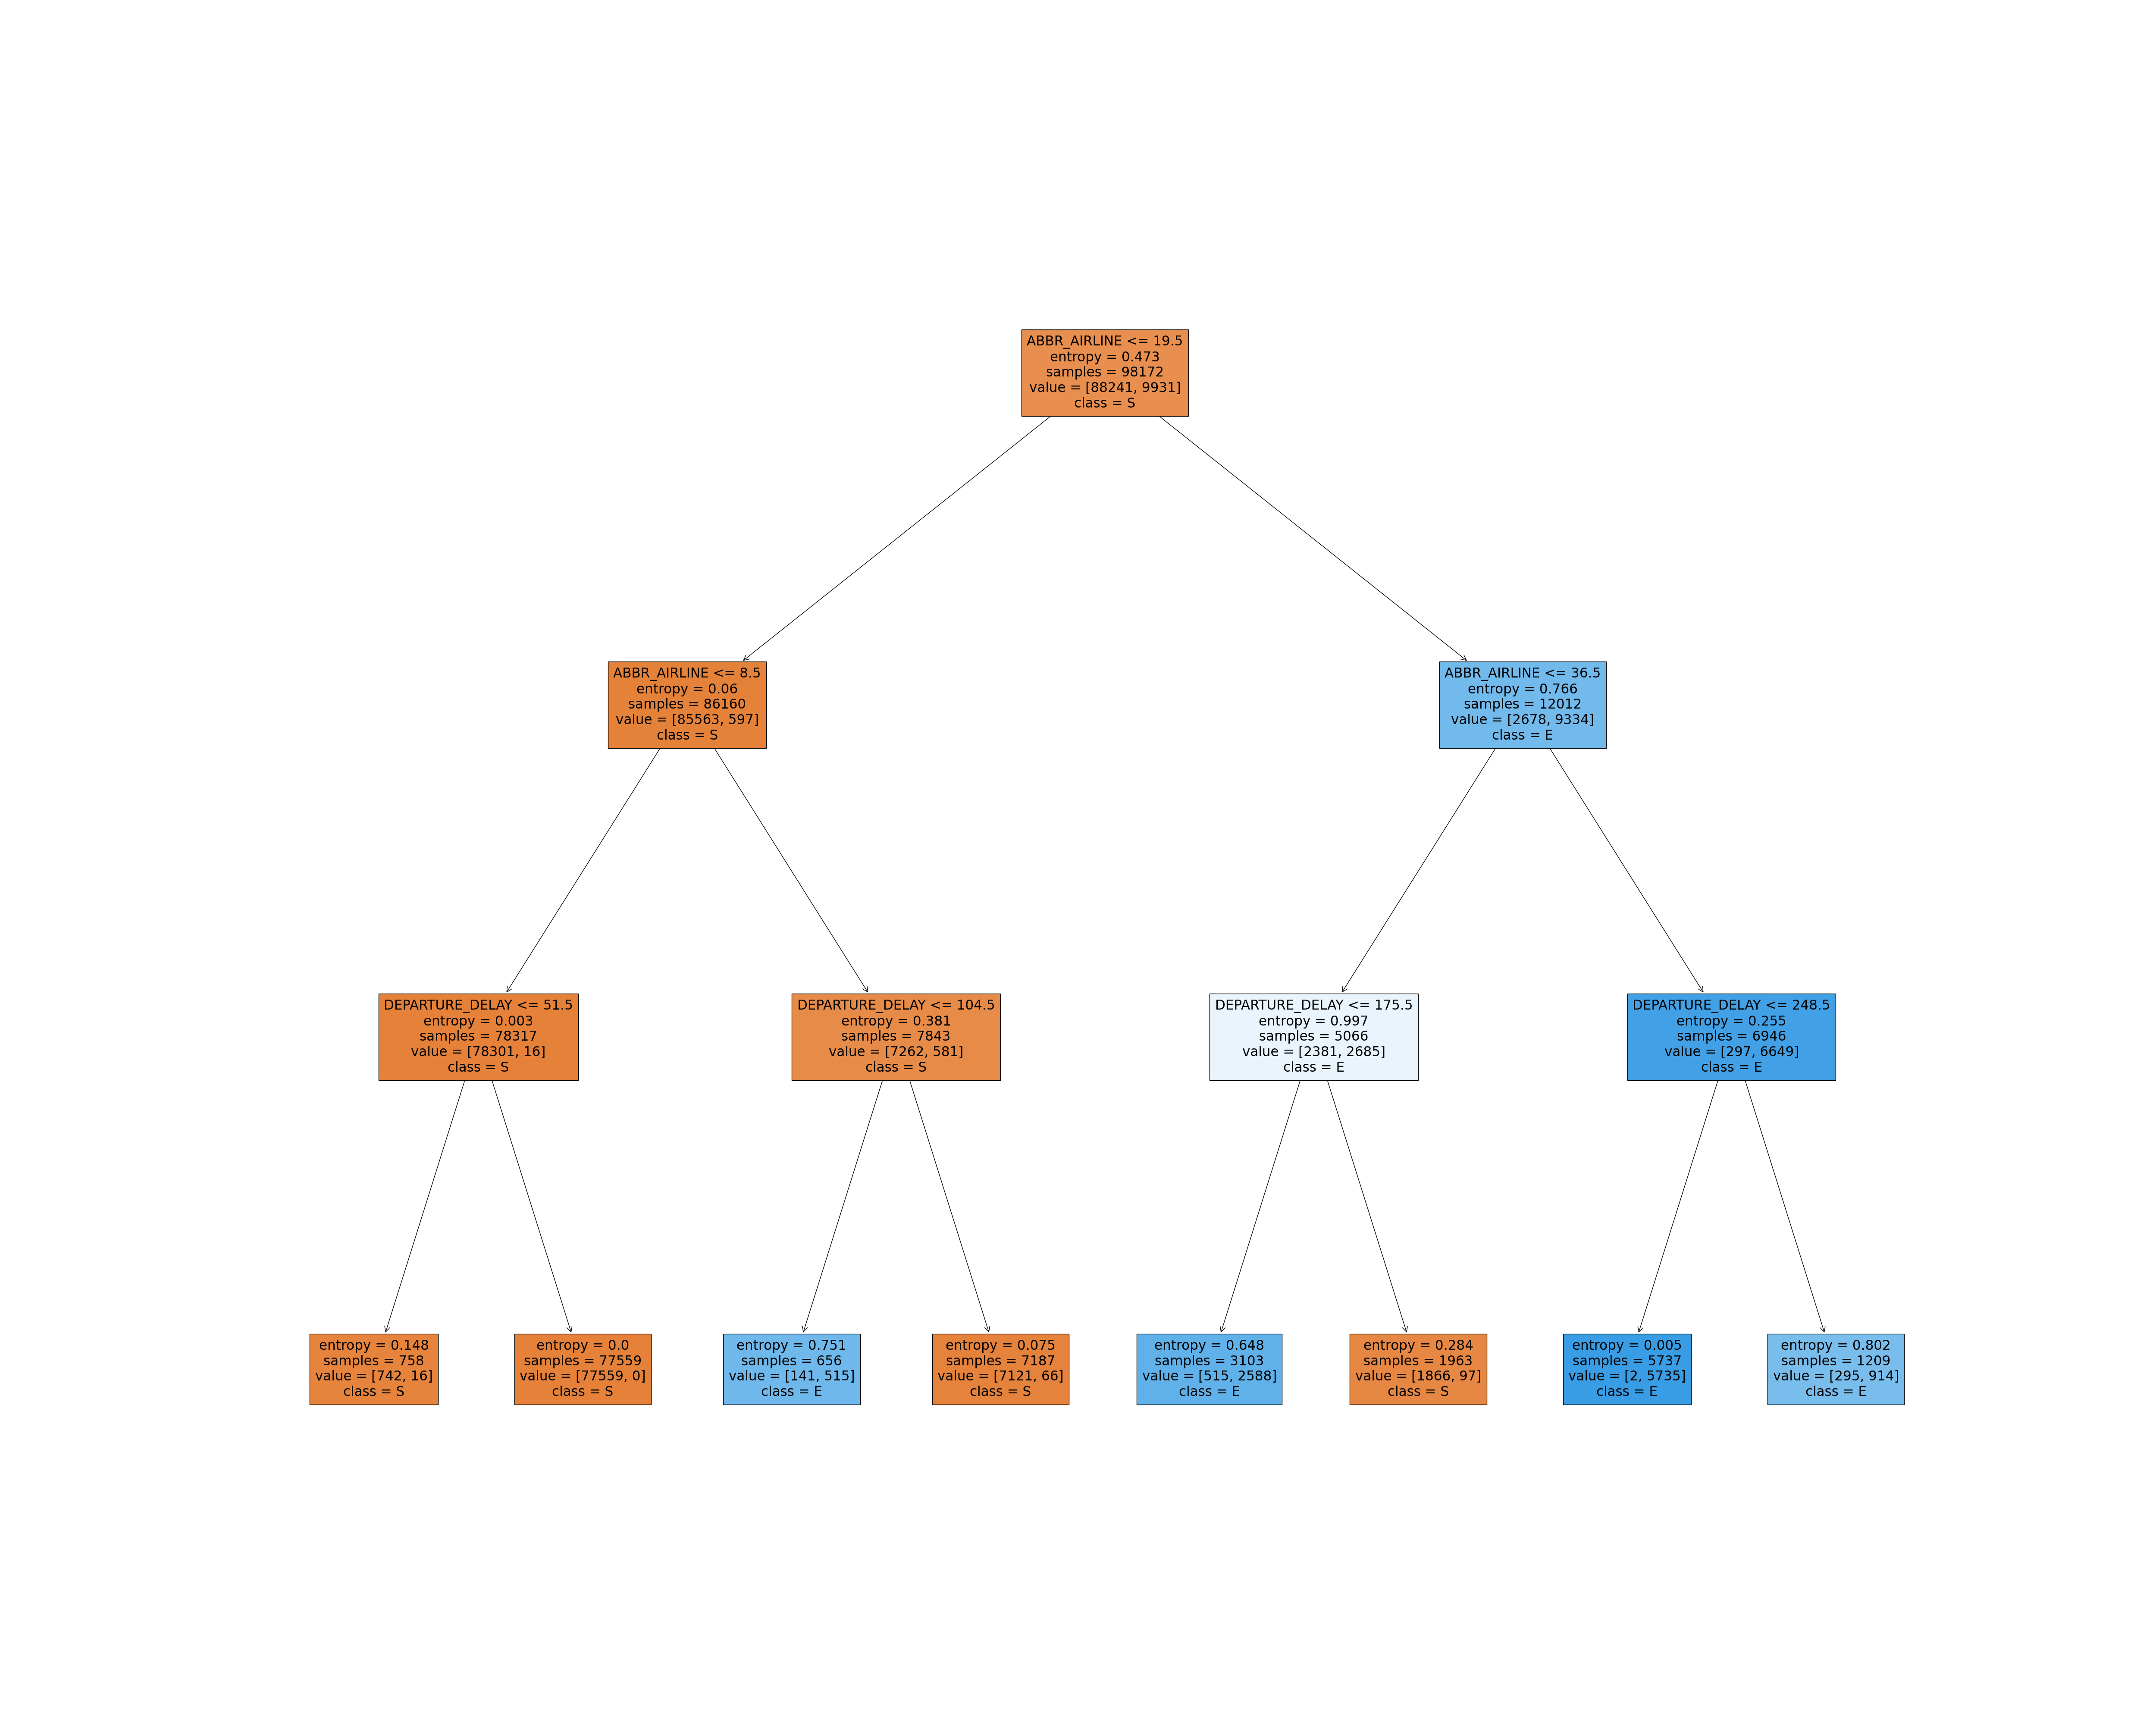 ABBR_AIRLINE <= 19.5
entropy = 0.473
samples = 98172
value = [88241, 9931]
class = S
ABBR_AIRLINE <= 8.5
entropy = 0.06
samples = 86160
value = [85563, 597]
class = S
ABBR_AIRLINE <= 36.5
entropy = 0.766
samples = 12012
value = [2678, 9334]
class = E
DEPARTURE_DELAY <= 51.5
entropy = 0.003
samples = 78317
value = [78301, 16]
class = S
DEPARTURE_DELAY <= 104.5
entropy = 0.381
samples = 7843
value = [7262, 581]
class = S
DEPARTURE_DELAY <= 175.5
entropy = 0.997
samples = 5066
value = [2381, 2685]
class = E
DEPARTURE_DELAY <= 248.5
entropy = 0.255
samples = 6946
value = [297, 6649]
class = E
entropy = 0.148
samples = 758
value = [742, 16]
class = S
entropy = 0.0
samples = 77559
value = [77559, 0]
class = S
entropy = 0.751
samples = 656
value = [141, 515]
class = E
entropy = 0.075
samples = 7187
value = [7121, 66]
class = S
entropy = 0.648
samples = 3103
value = [515, 2588]
class = E
entropy = 0.284
samples = 1963
value = [1866, 97]
class = S
entropy = 0.005
samples = 5737
value = [2, 5735]
class = E
entropy = 0.802
samples = 1209
value = [295, 914]
class = E